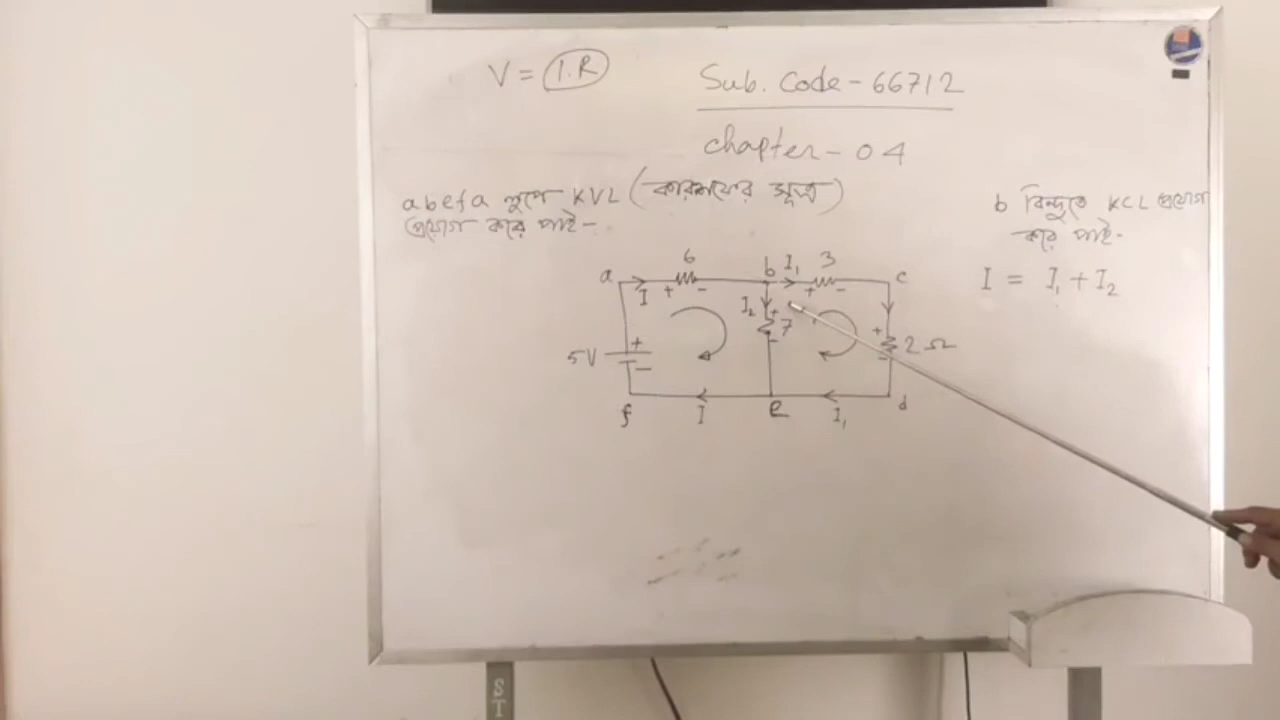 V = I.R
Sub. Code - 66712
chapter - 04
abefa লুপে KVL (কারশফের সূত্র)
প্রয়োগ করে পাই -
b বিন্দুতে KCL প্রয়োগ
করে পাই -
I = I₁ + I₂
a
6
b
I₁
3
c
I
+
-
+
-
I₂
+
7
-
+
2 Ω
-
5V
+
-
f
I
e
I₁
d
ST